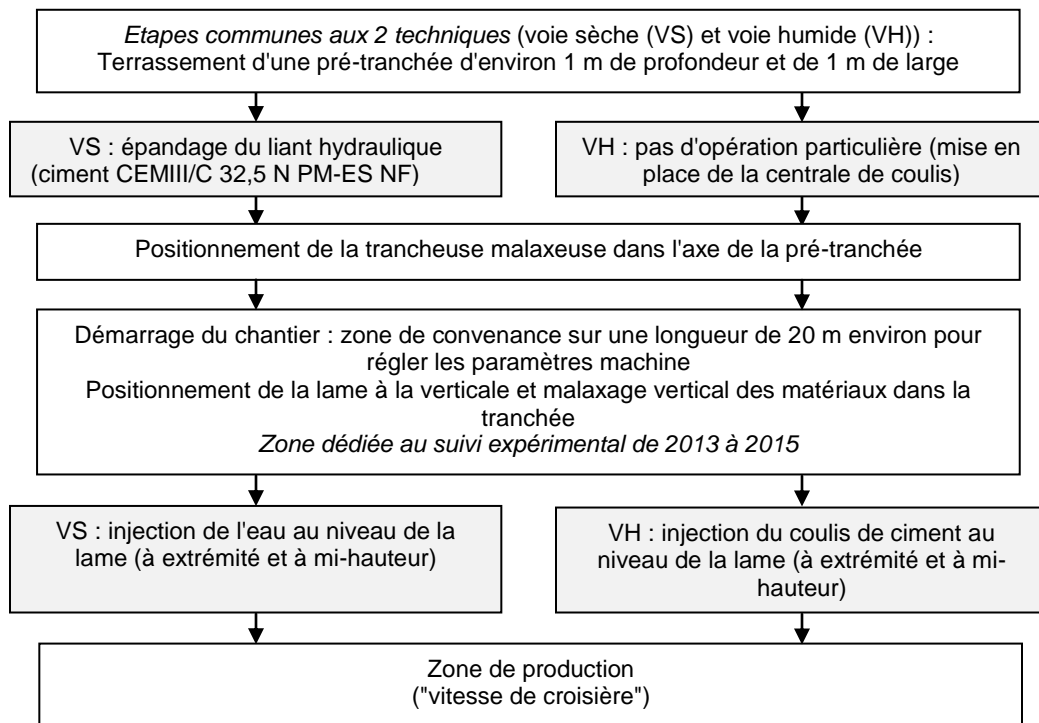 Etapes communes aux 2 techniques (voie sèche (VS) et voie humide (VH)) :
Terrassement d'une pré-tranchée d'environ 1 m de profondeur et de 1 m de large
VS : épandage du liant hydraulique
(ciment CEMIII/C 32,5 N PM-ES NF)
VH : pas d'opération particulière (mise en
place de la centrale de coulis)
Positionnement de la trancheuse malaxeuse dans l'axe de la pré-tranchée
Démarrage du chantier : zone de convenance sur une longueur de 20 m environ pour
régler les paramètres machine
Positionnement de la lame à la verticale et malaxage vertical des matériaux dans la
tranchée
Zone dédiée au suivi expérimental de 2013 à 2015
VS : injection de l'eau au niveau de la
lame (à extrémité et à mi-hauteur)
VH : injection du coulis de ciment au
niveau de la lame (à extrémité et à mi-
hauteur)
Zone de production
("vitesse de croisière")